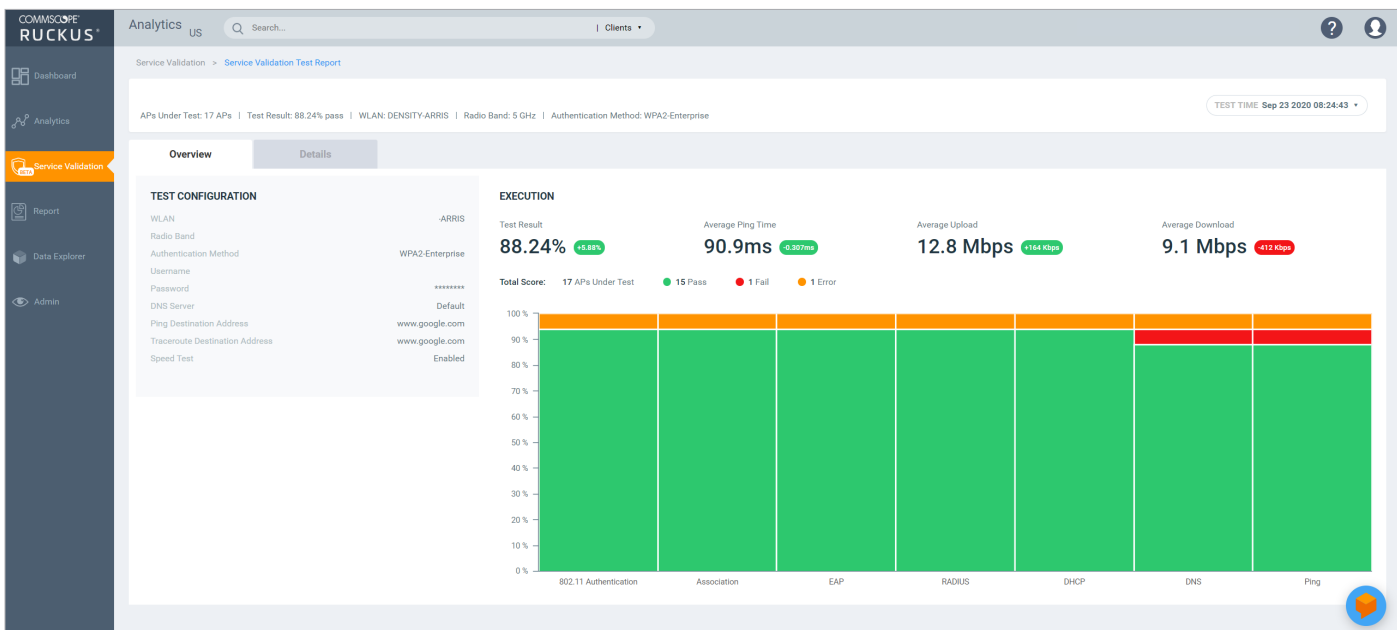 COMMSCOPE®
RUCKUS®
Analytics US
Search...
| Clients
?
Dashboard
Analytics
Service Validation
BETA
Report
Data Explorer
Admin
Service Validation > Service Validation Test Report
APs Under Test: 17 APs | Test Result: 88.24% pass | WLAN: DENSITY-ARRIS | Radio Band: 5 GHz | Authentication Method: WPA2-Enterprise
TEST TIME Sep 23 2020 08:24:43
Overview
Details
TEST CONFIGURATION
WLAN -ARRIS
Radio Band
Authentication Method WPA2-Enterprise
Username
Password ********
DNS Server Default
Ping Destination Address www.google.com
Traceroute Destination Address www.google.com
Speed Test Enabled
EXECUTION
Test Result
88.24% +5.88%
Average Ping Time
90.9ms -0.307ms
Average Upload
12.8 Mbps +164 Kbps
Average Download
9.1 Mbps -412 Kbps
Total Score: 17 APs Under Test 15 Pass 1 Fail 1 Error
100 %
90 %
80 %
70 %
60 %
50 %
40 %
30 %
20 %
10 %
0 %
802.11 Authentication Association EAP RADIUS DHCP DNS Ping